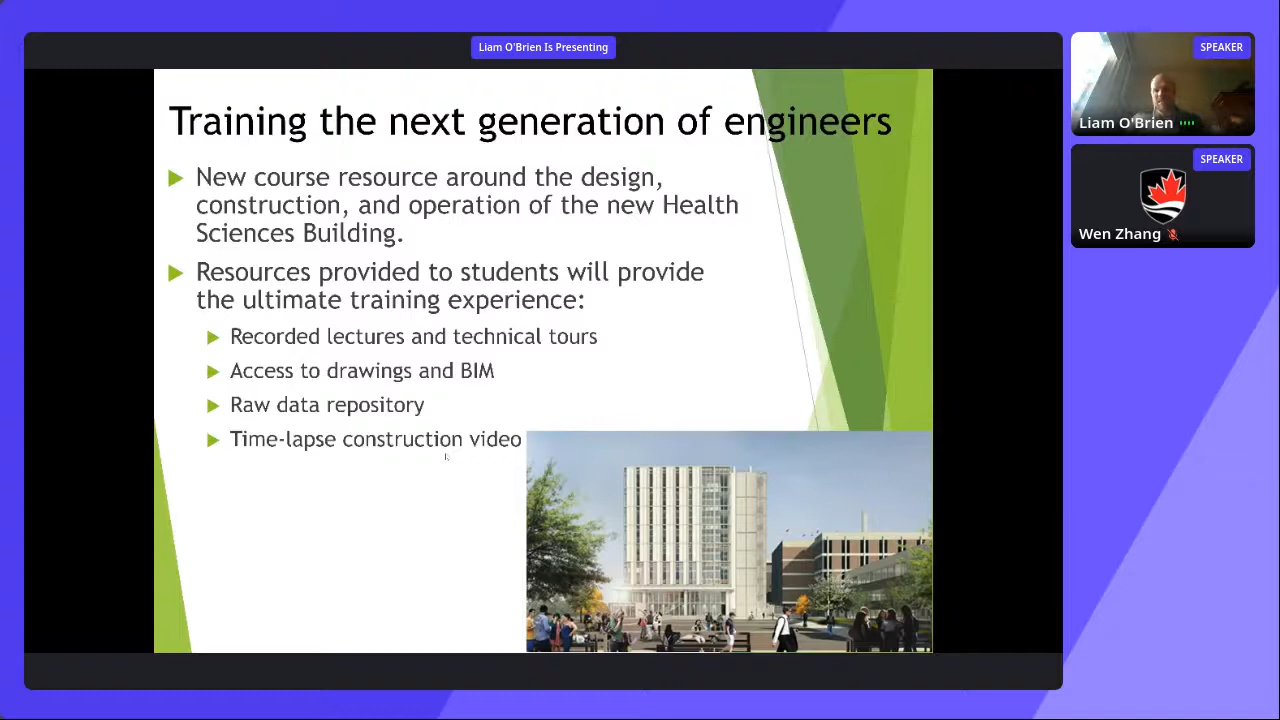 Liam O'Brien Is Presenting
Training the next generation of engineers
New course resource around the design,
construction, and operation of the new Health
Sciences Building.
Resources provided to students will provide
the ultimate training experience:
Recorded lectures and technical tours
Access to drawings and BIM
Raw data repository
Time-lapse construction video
SPEAKER
Liam O'Brien
SPEAKER
Wen Zhang